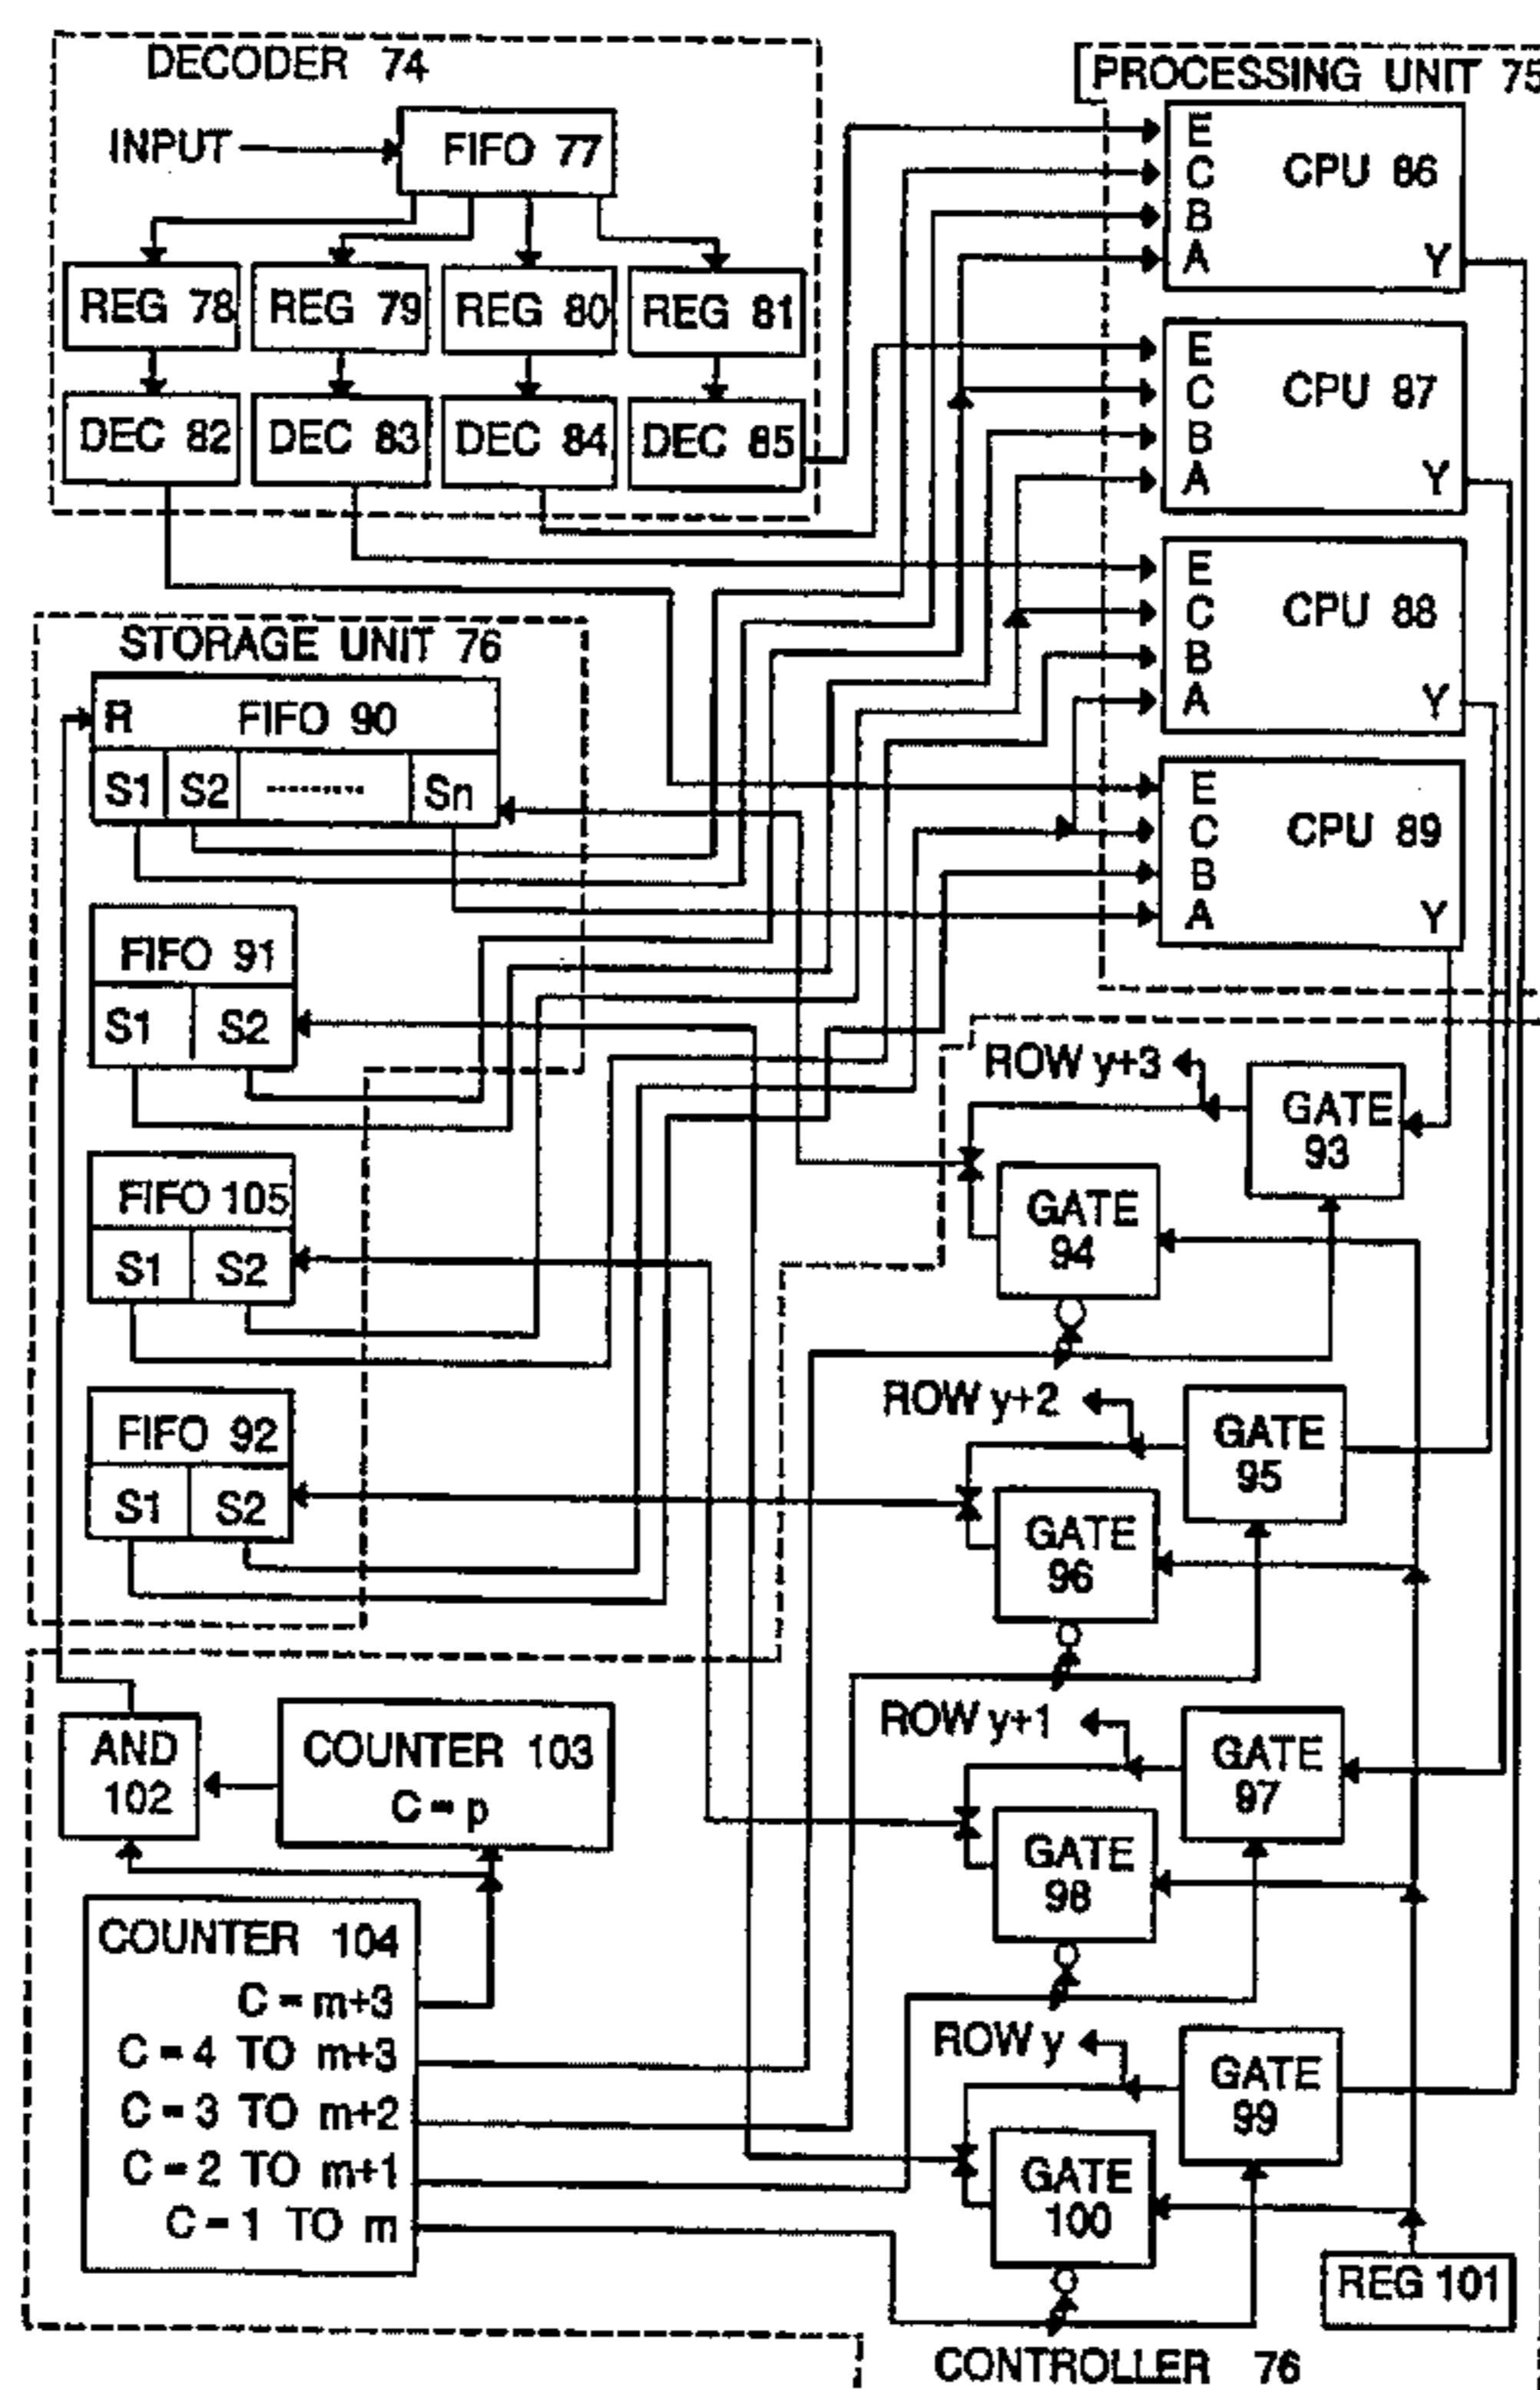 DECODER 74
INPUT
FIFO 77
REG 78
REG 79
REG 80
REG 81
DEC 82
DEC 83
DEC 84
DEC 85
PROCESSING UNIT 75
E
C
B
A
CPU 86
Y
E
C
B
A
CPU 87
Y
E
C
B
A
CPU 88
Y
E
C
B
A
CPU 89
Y
STORAGE UNIT 76
R
FIFO 90
S1
S2
Sn
FIFO 91
S1
S2
FIFO 105
S1
S2
FIFO 92
S1
S2
ROW y+3
GATE
93
GATE
94
ROW y+2
GATE
95
GATE
96
ROW y+1
GATE
97
GATE
98
ROW y
GATE
99
GATE
100
REG 101
AND
102
COUNTER 103
C = p
COUNTER 104
C = m+3
C = 4 TO m+3
C = 3 TO m+2
C = 2 TO m+1
C = 1 TO m
CONTROLLER 76